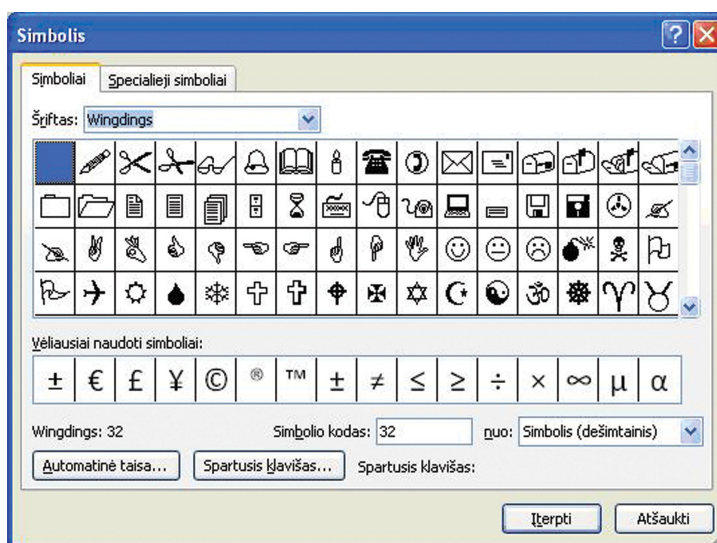 Simbolis
Simboliai Specialieji simboliai
Šriftas: Wingdings
Vėliausiai naudoti simboliai:
± € £ ¥ © ® ™ ± ≠ ≤ ≥ ÷ × ∞ µ α
Wingdings: 32 Simbolio kodas: 32 nuo: Simbolis (dešimtainis)
Automatinė taisa... Spartusis klavišas... Spartusis klavišas:
Įterpti Atšaukti